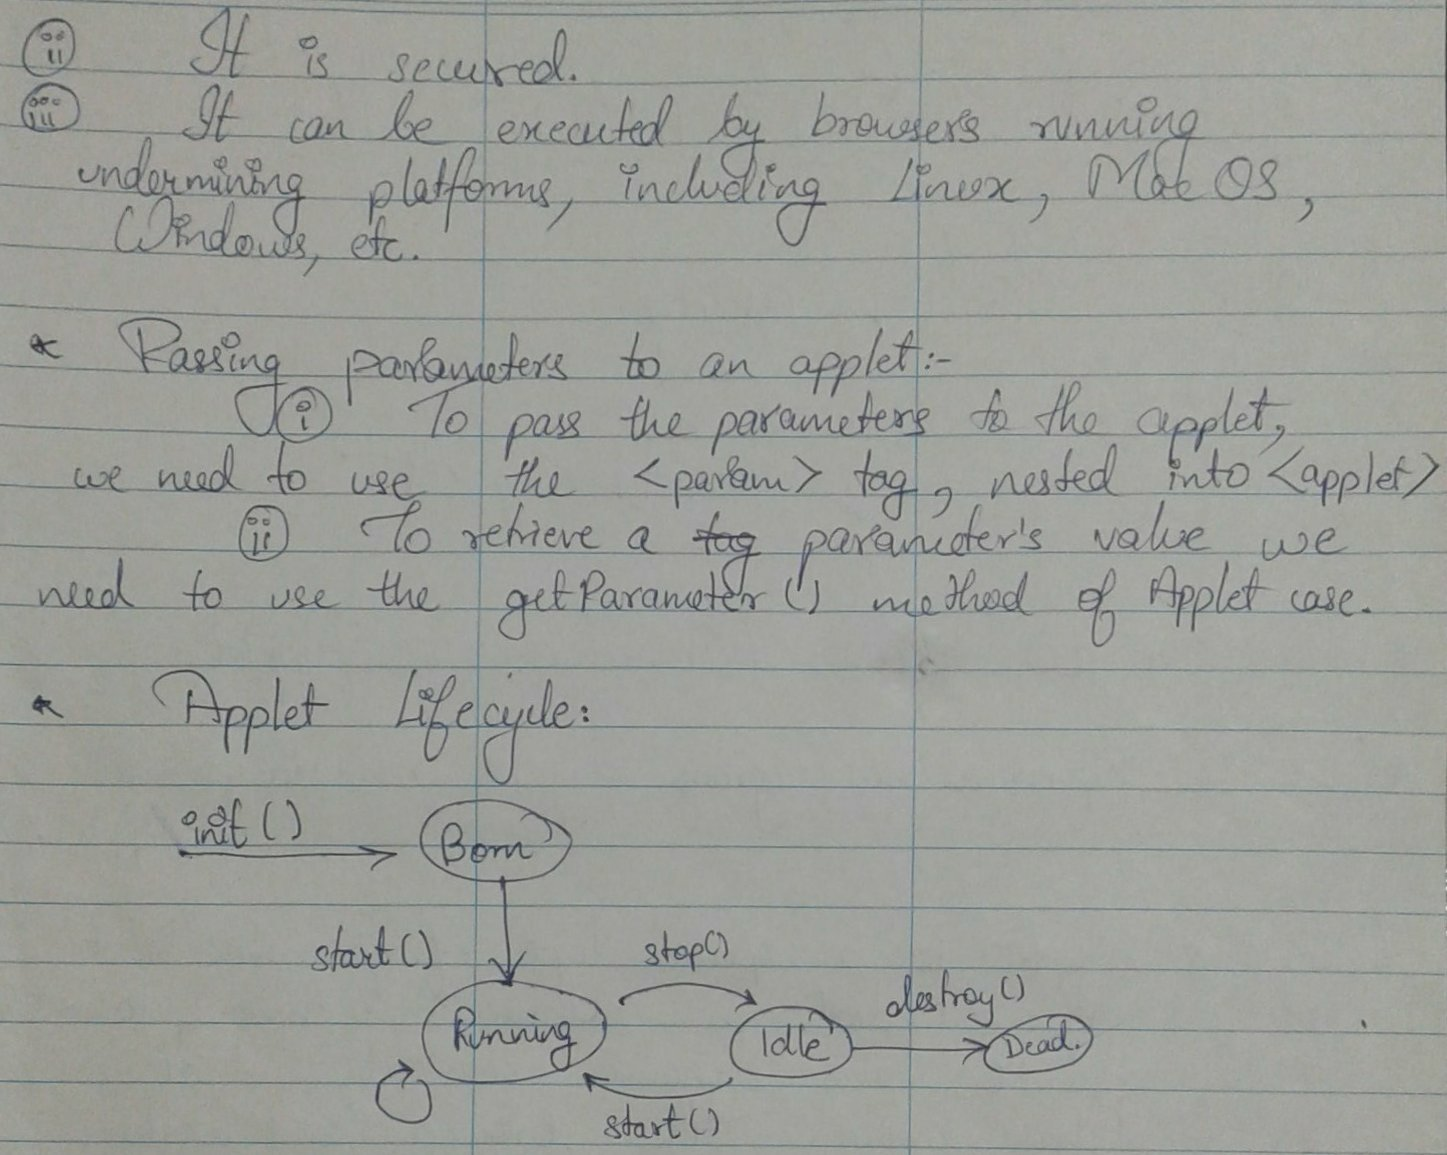 ii It is secured.
iii It can be executed by browsers running
undermining platforms, including Linux, Mac OS,
Windows, etc.
* Passing parameters to an applet:-
i To pass the parameters to the applet,
we need to use the <param> tag, nested into <applet>
ii To retrieve a tag parameter's value we
need to use the getParameter() method of Applet case.
* Applet Lifecycle:
init() Born
start() stop()
destroy()
Running Idle Dead.
start()